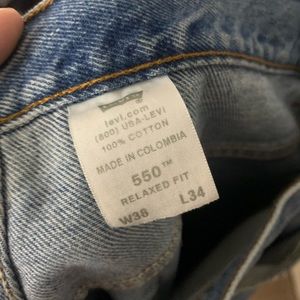 levi.com
(800) USA-LEVI
100% COTTON
MADE IN COLOMBIA
550™
RELAXED FIT
W38 L34